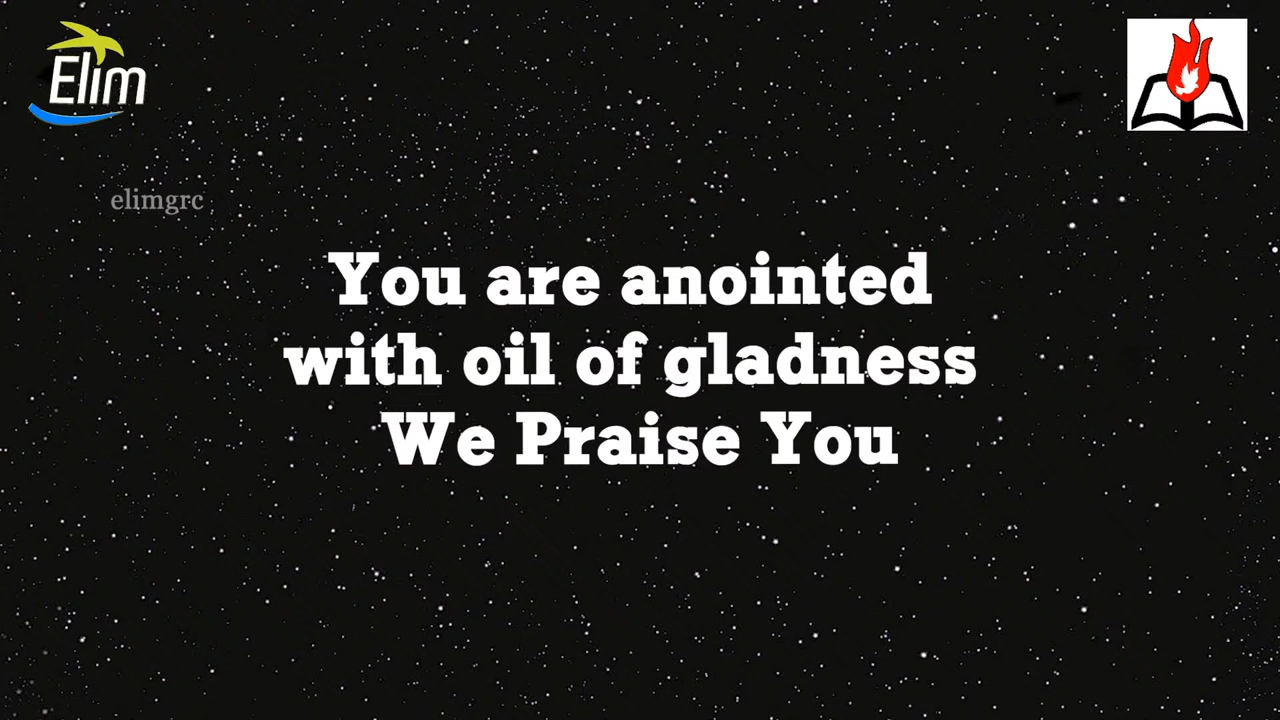 Elim
elimgrc
You are anointed
with oil of gladness
We Praise You